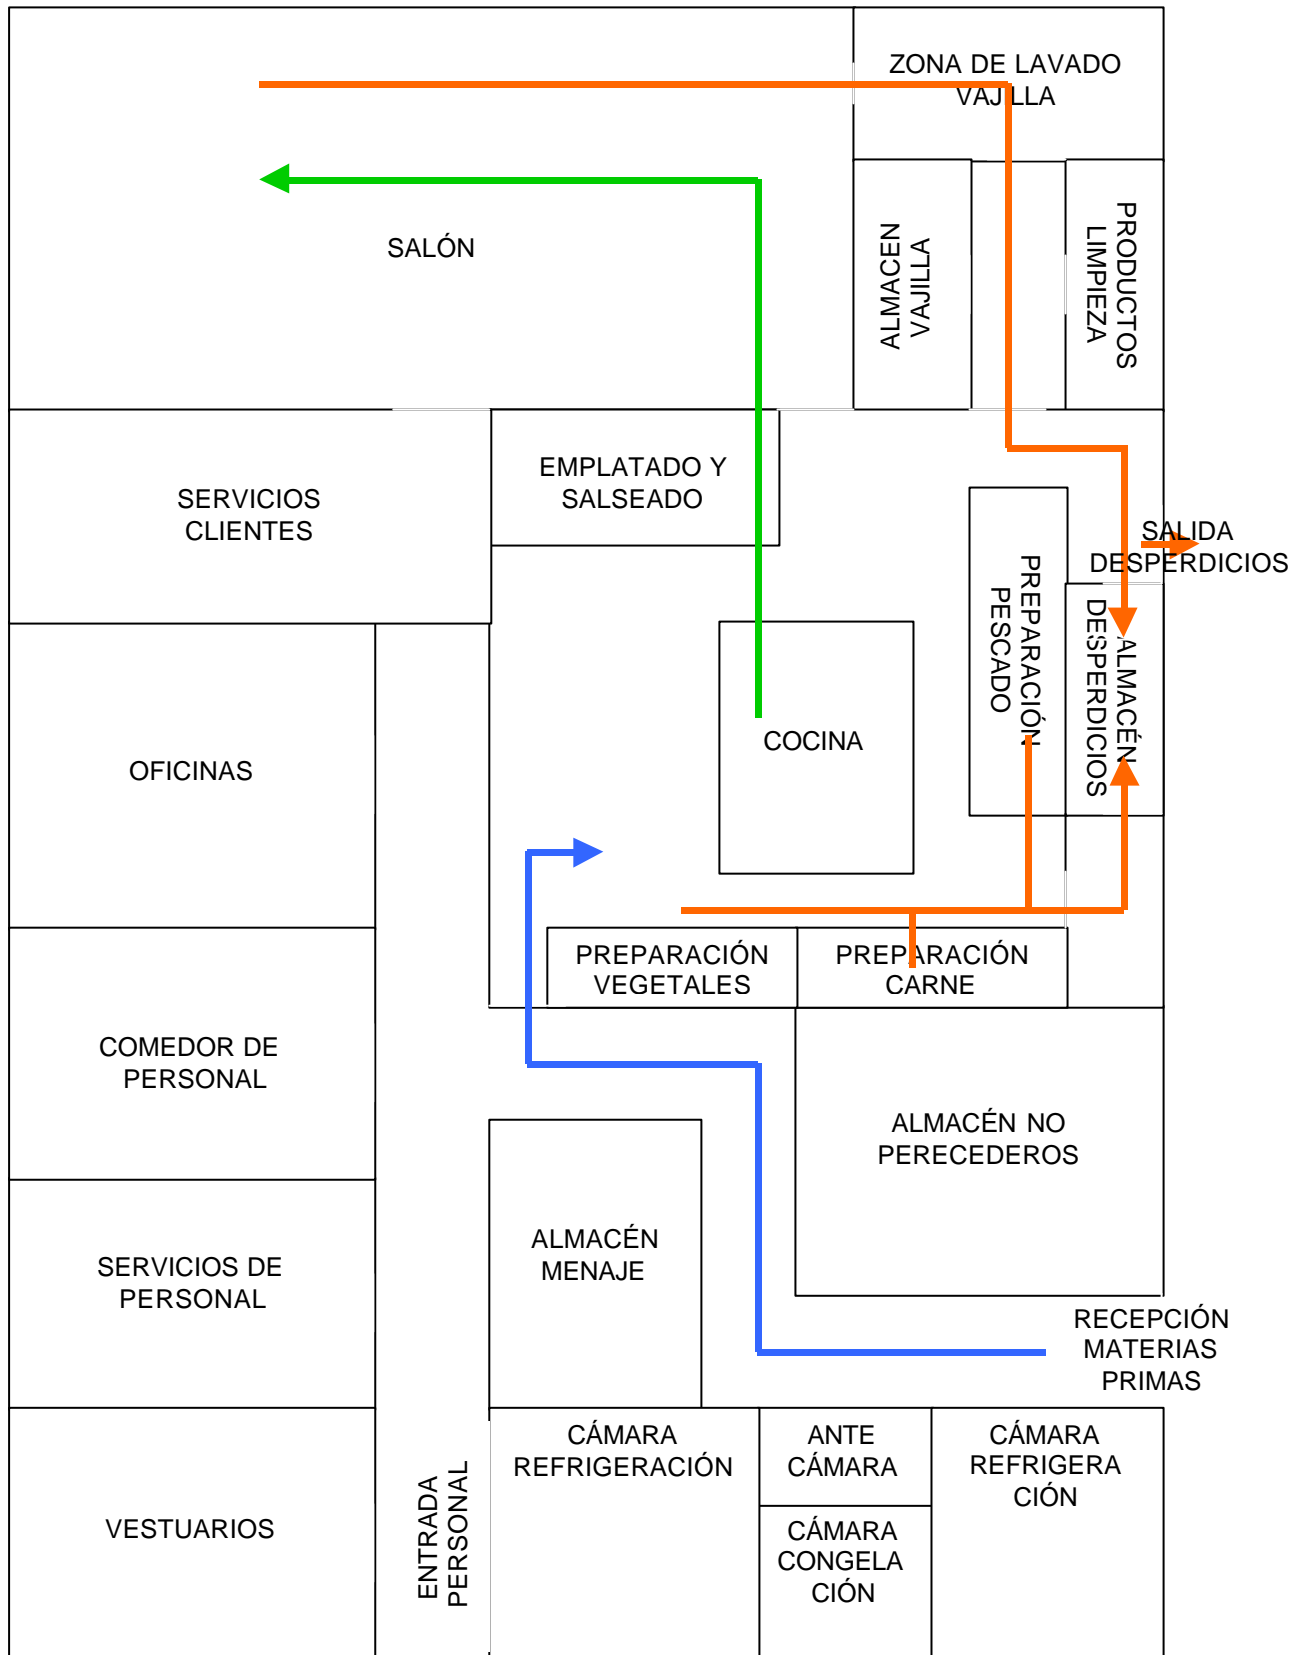 ZONA DE LAVADO
VAJILLA
SALÓN
ALMACEN
VAJILLA
PRODUCTOS
LIMPIEZA
EMPLATADO Y
SALSEADO
SERVICIOS
CLIENTES
SALIDA
DESPERDICIOS
PREPARACIÓN
PESCADO
ALMACÉN
DESPERDICIOS
COCINA
OFICINAS
PREPARACIÓN
VEGETALES
PREPARACIÓN
CARNE
COMEDOR DE
PERSONAL
ALMACÉN NO
PERECEDEROS
ALMACÉN
MENAJE
SERVICIOS DE
PERSONAL
RECEPCIÓN
MATERIAS
PRIMAS
CÁMARA
REFRIGERACIÓN
ANTE
CÁMARA
CÁMARA
REFRIGERA
CIÓN
VESTUARIOS
ENTRADA
PERSONAL
CÁMARA
CONGELA
CIÓN